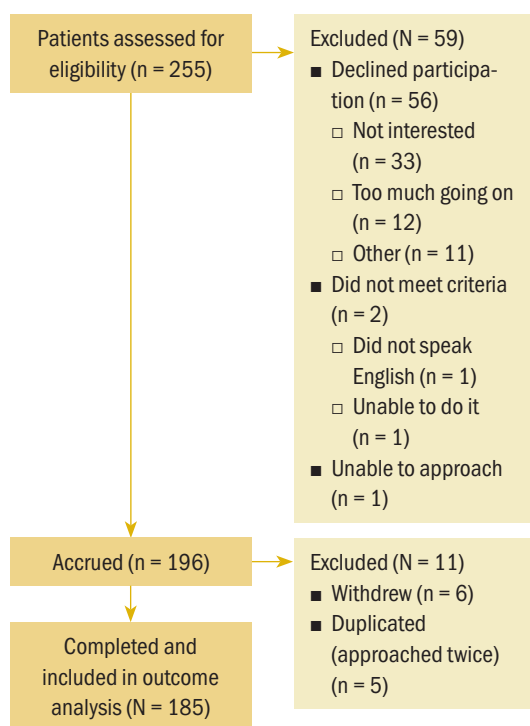 Patients assessed for
eligibility (n = 255)
Excluded (N = 59)
■ Declined participa-
tion (n = 56)
□ Not interested
(n = 33)
□ Too much going on
(n = 12)
□ Other (n = 11)
■ Did not meet criteria
(n = 2)
□ Did not speak
English (n = 1)
□ Unable to do it
(n = 1)
■ Unable to approach
(n = 1)
Accrued (n = 196)
Excluded (N = 11)
■ Withdrew (n = 6)
■ Duplicated
(approached twice)
(n = 5)
Completed and
included in outcome
analysis (N = 185)